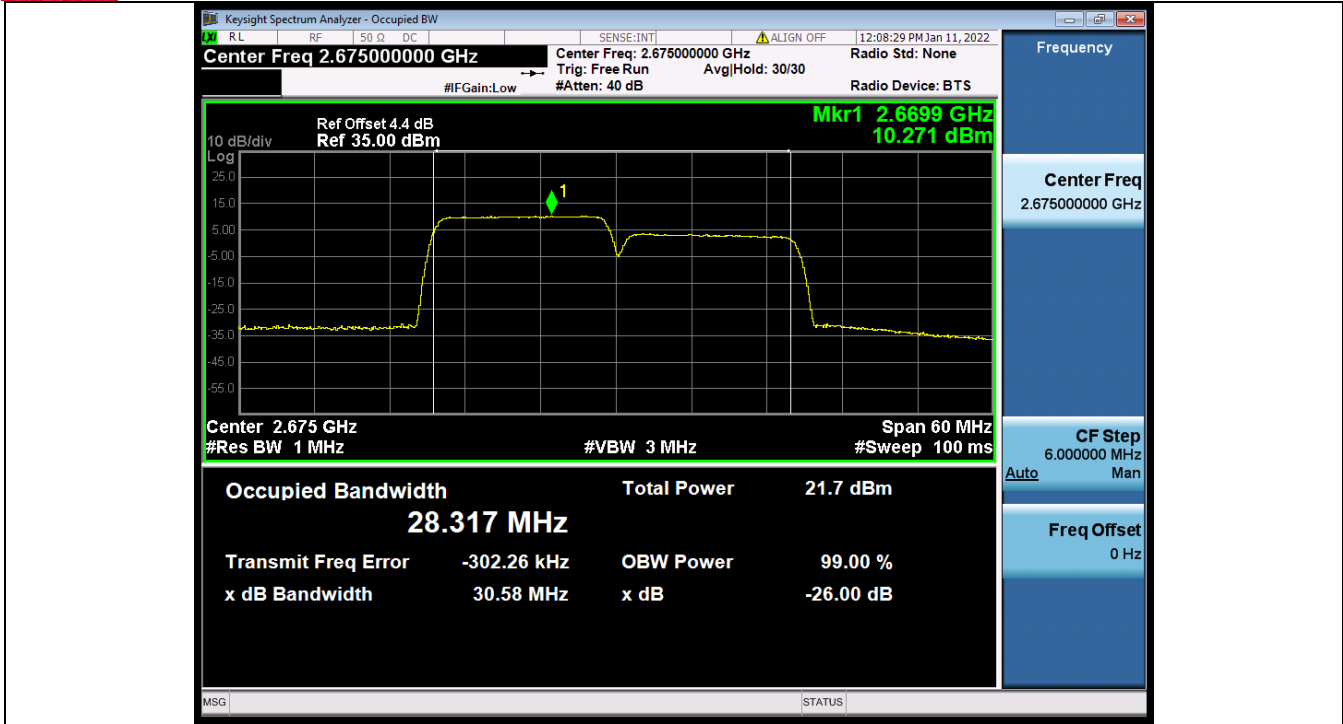 Keysight Spectrum Analyzer - Occupied BW
LXI RL RF 50 Ω DC SENSE:INT ALIGN OFF 12:08:29 PM Jan 11, 2022
Center Freq 2.675000000 GHz
Center Freq: 2.675000000 GHz Radio Std: None
Trig: Free Run Avg|Hold: 30/30
#IFGain:Low #Atten: 40 dB Radio Device: BTS
Frequency
Mkr1 2.6699 GHz
10.271 dBm
Ref Offset 4.4 dB
10 dB/div Ref 35.00 dBm
Log
25.0
15.0
5.00
-5.00
-15.0
-25.0
-35.0
-45.0
-55.0
1
Center 2.675 GHz Span 60 MHz
#Res BW 1 MHz #VBW 3 MHz #Sweep 100 ms
Occupied Bandwidth Total Power 21.7 dBm
28.317 MHz
Transmit Freq Error -302.26 kHz OBW Power 99.00 %
x dB Bandwidth 30.58 MHz x dB -26.00 dB
Center Freq
2.675000000 GHz
CF Step
6.000000 MHz
Auto Man
Freq Offset
0 Hz
MSG STATUS